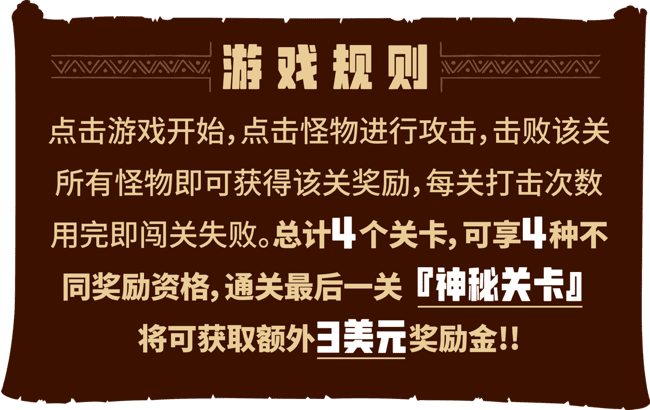 游戏规则
点击游戏开始，点击怪物进行攻击，击败该关
所有怪物即可获得该关奖励，每关打击次数
用完即闯关失败。总计4个关卡，可享4种不
同奖励资格，通关最后一关『神秘关卡』
将可获取额外3美元奖励金!!